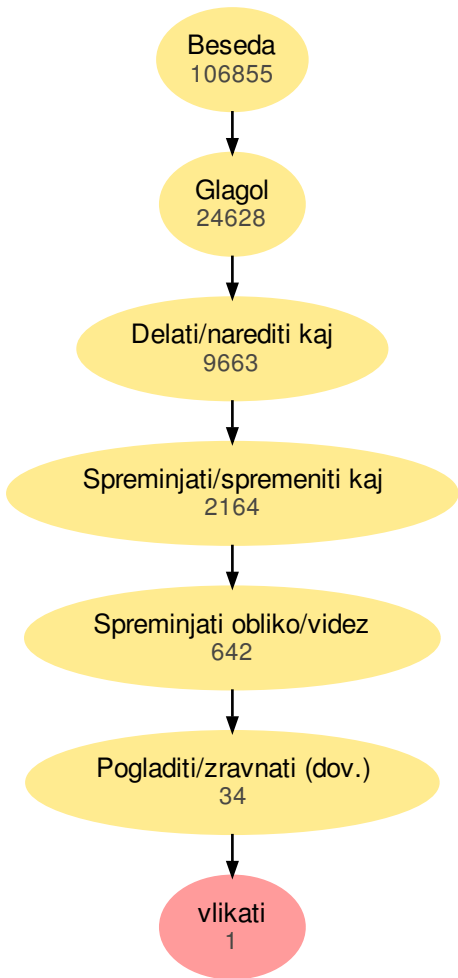 Beseda
106855
Glagol
24628
Delati/narediti kaj
9663
Spreminjati/spremeniti kaj
2164
Spreminjati obliko/videz
642
Pogladiti/zravnati (dov.)
34
vlikati
1